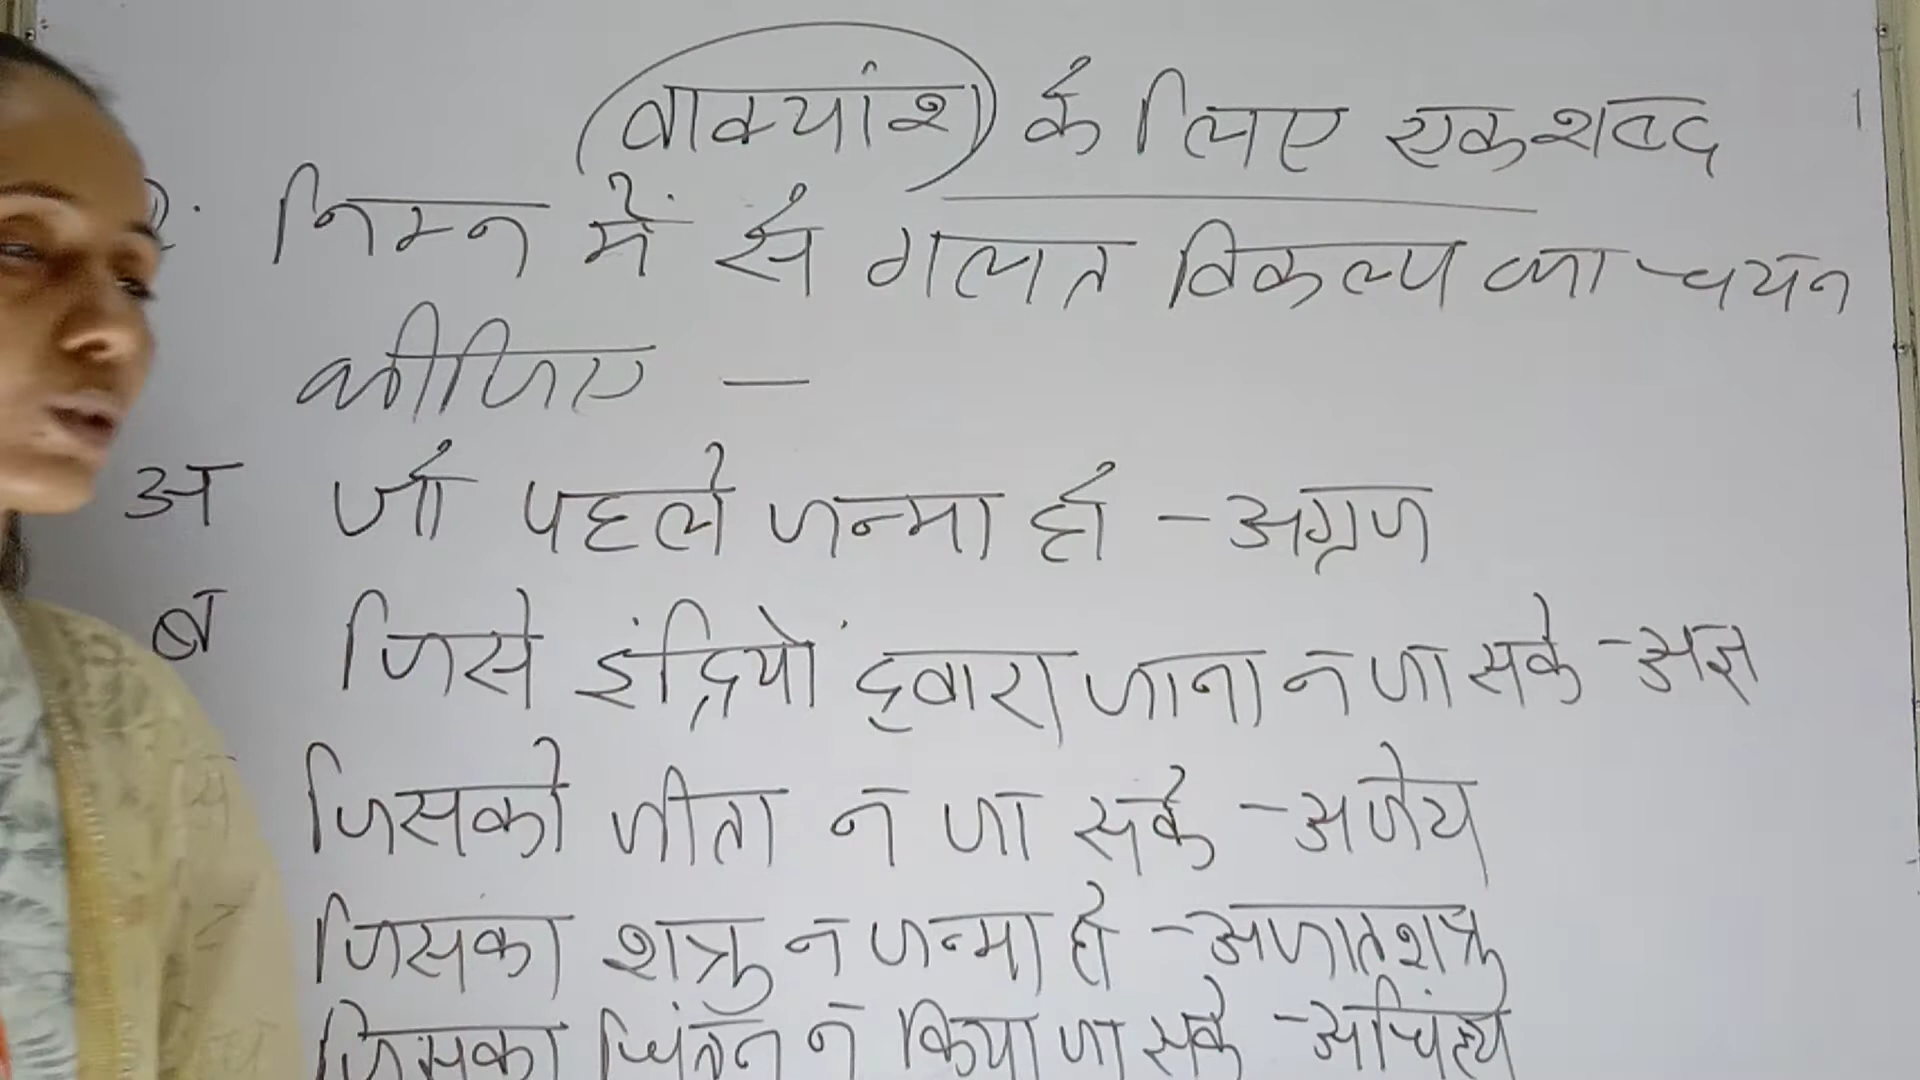 वाक्यांश के लिए एक शब्द
निम्न में से गलत विकल्प का चयन
कीजिए –
अ जो पहले जन्मा हो – अग्रज
ब जिसे इंद्रियों द्वारा जाना न जा सके – अज्ञ
जिसको जीता न जा सके – अजेय
जिसका शत्रु न जन्मा हो – अजातशत्रु
जिसका चिंतन न किया जा सके – अचिंत्य